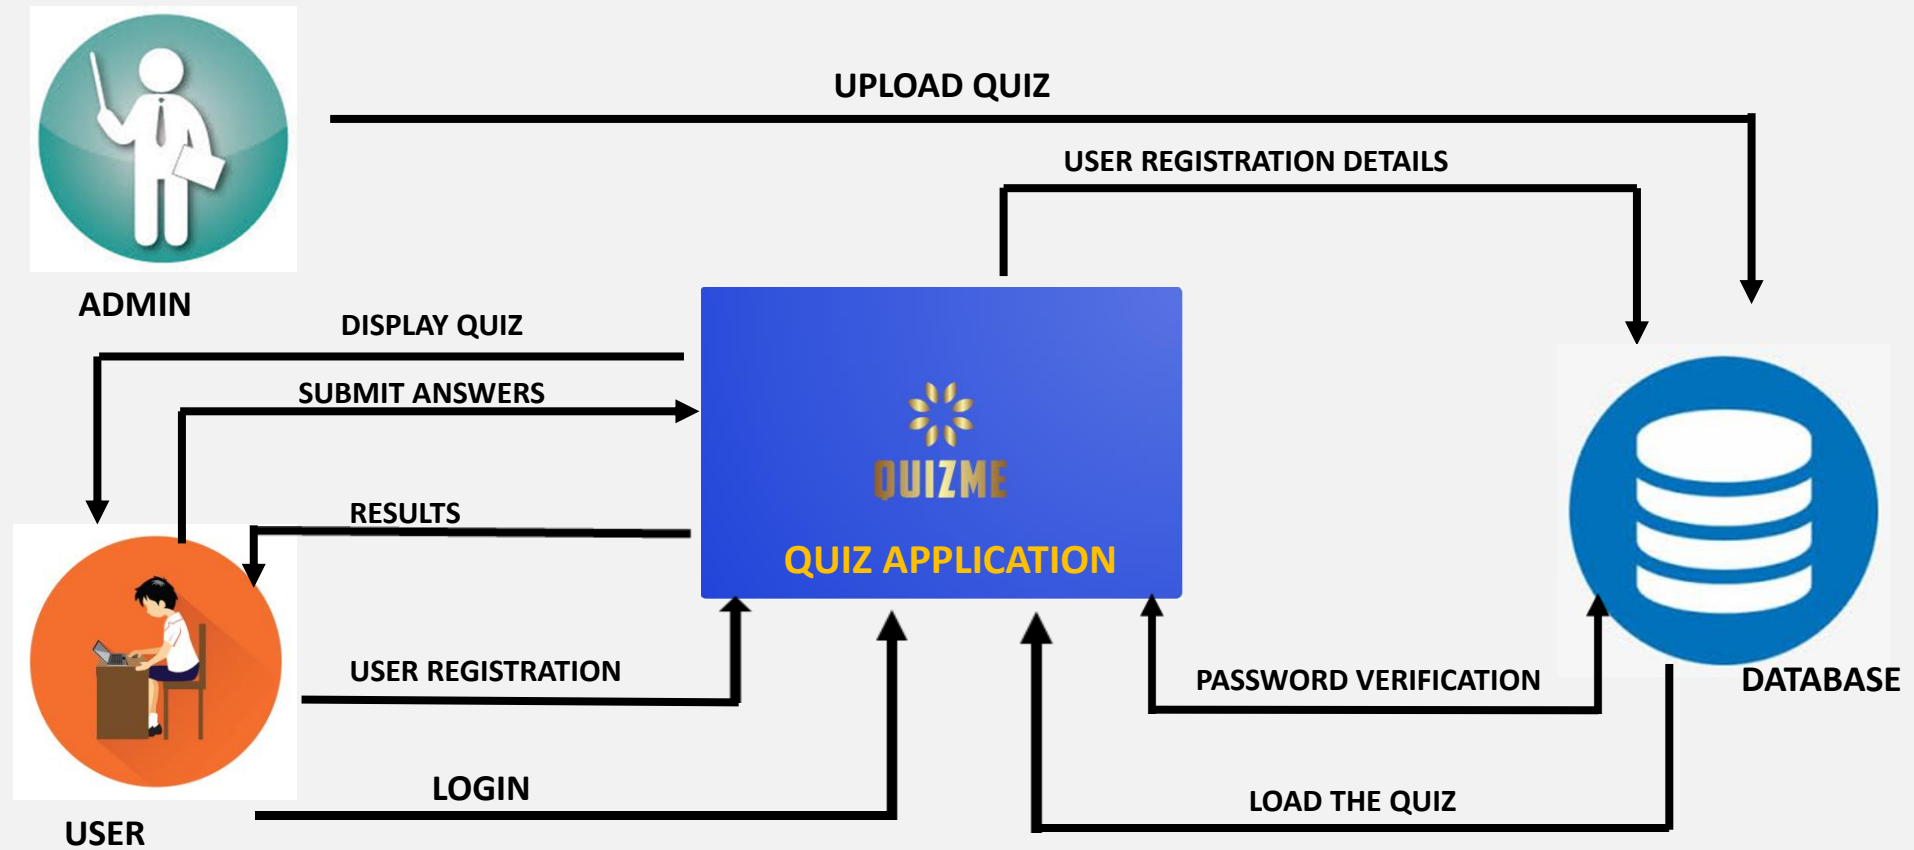 UPLOAD QUIZ
USER REGISTRATION DETAILS
ADMIN
DISPLAY QUIZ
SUBMIT ANSWERS
QUIZME
RESULTS
QUIZ APPLICATION
USER REGISTRATION
PASSWORD VERIFICATION
DATABASE
LOGIN
LOAD THE QUIZ
USER